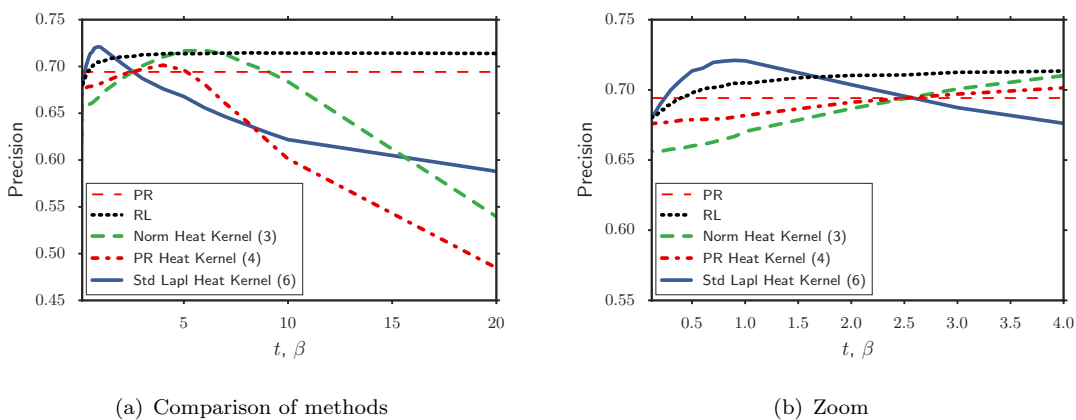 0.75
0.70
0.65
0.60
0.55
0.50
0.45
Precision
PR
RL
Norm Heat Kernel (3)
PR Heat Kernel (4)
Std Lapl Heat Kernel (6)
5
10
15
20
t, β
(a) Comparison of methods
0.75
0.70
0.65
0.60
0.55
Precision
PR
RL
Norm Heat Kernel (3)
PR Heat Kernel (4)
Std Lapl Heat Kernel (6)
0.5
1.0
1.5
2.0
2.5
3.0
3.5
4.0
t, β
(b) Zoom